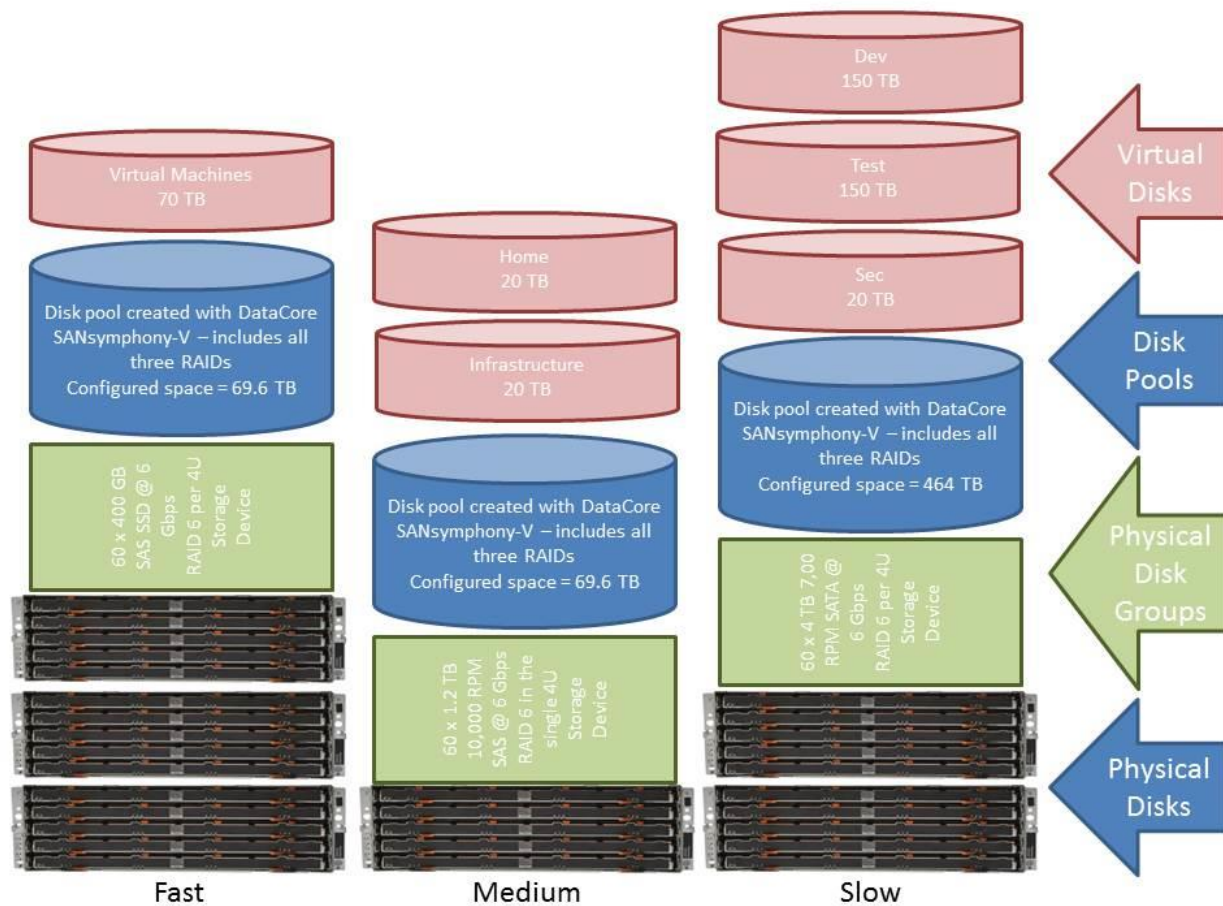 Virtual Machines
70 TB
Disk pool created with DataCore
SANsymphony-V – includes all
three RAIDs
Configured space = 69.6 TB
60 x 400 GB
SAS SSD @ 6
Gbps
RAID 6 per 4U
Storage
Device
Fast
Home
20 TB
Infrastructure
20 TB
Disk pool created with DataCore
SANsymphony-V – includes all
three RAIDs
Configured space = 69.6 TB
60 x 1.2 TB
10,000 RPM
SAS @ 6 Gbps
RAID 6 in the
single 4U
Storage
Device
Medium
Dev
150 TB
Test
150 TB
Sec
20 TB
Disk pool created with DataCore
SANsymphony-V – includes all
three RAIDs
Configured space = 464 TB
60 x 4 TB 7,00
RPM SATA @
6 Gbps
RAID 6 per 4U
Storage
Device
Slow
Virtual
Disks
Disk
Pools
Physical
Disk
Groups
Physical
Disks